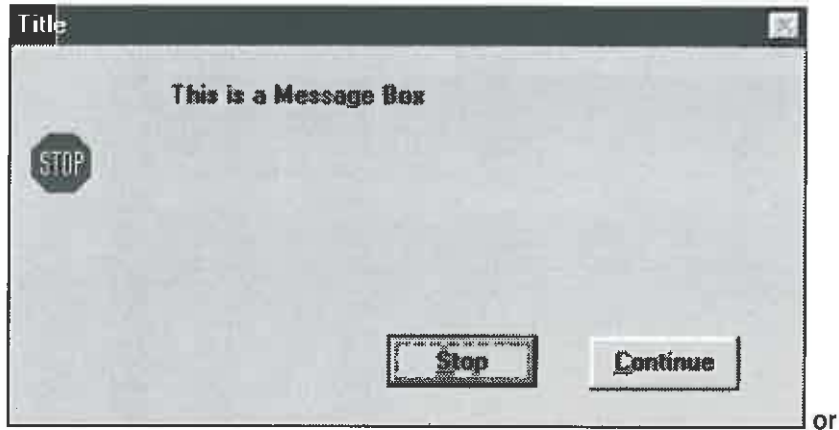 Title
This is a Message Box
STOP
Stop Continue
or